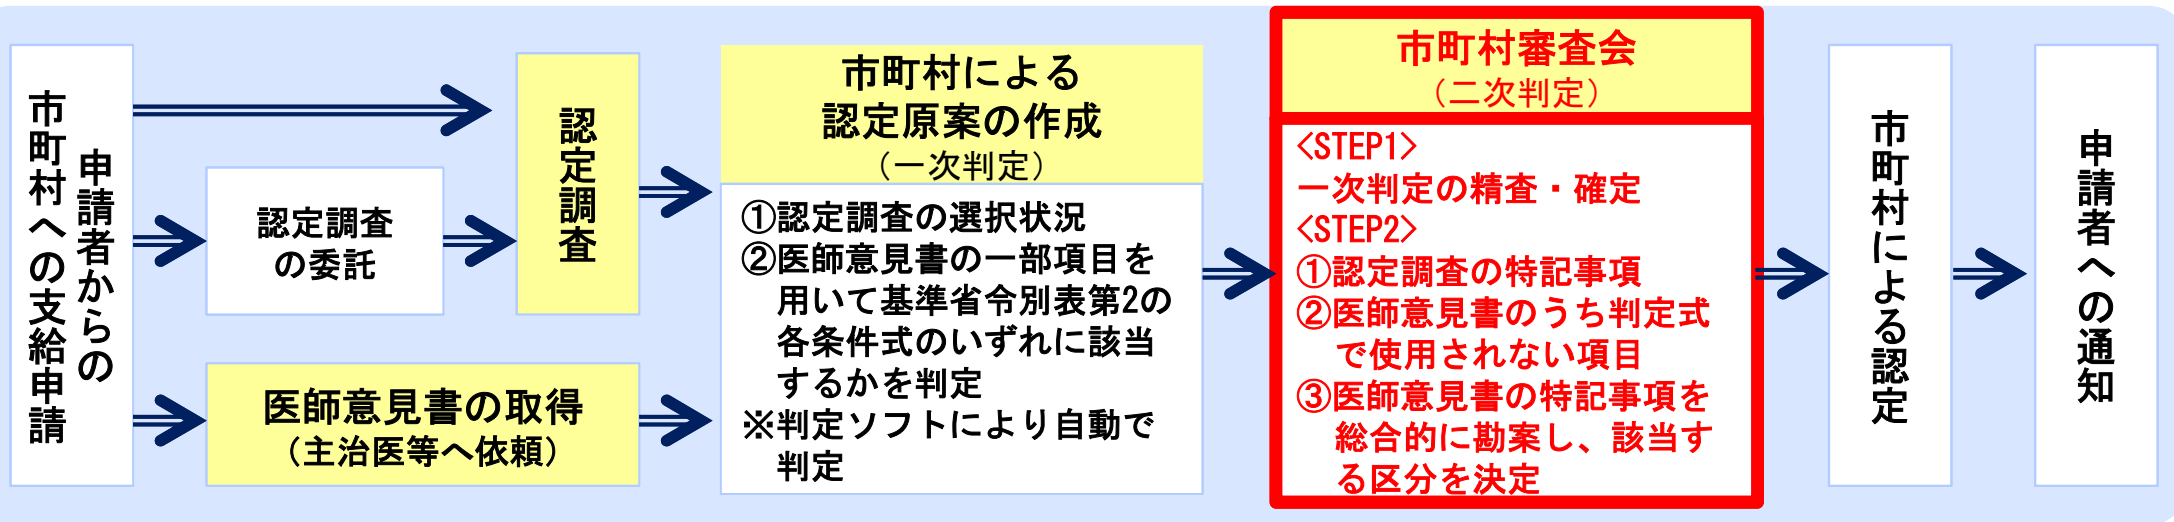 申請者からの
市町村への支給申請
認定調査
の委託
医師意見書の取得
（主治医等へ依頼）
認定調査
市町村による
認定原案の作成
（一次判定）
①認定調査の選択状況
②医師意見書の一部項目を
用いて基準省令別表第2の
各条件式のいずれに該当
するかを判定
※判定ソフトにより自動で
判定
市町村審査会
（二次判定）
<STEP1>
一次判定の精査・確定
<STEP2>
①認定調査の特記事項
②医師意見書のうち判定式
で使用されない項目
③医師意見書の特記事項を
総合的に勘案し、該当す
る区分を決定
市町村による認定
申請者への通知